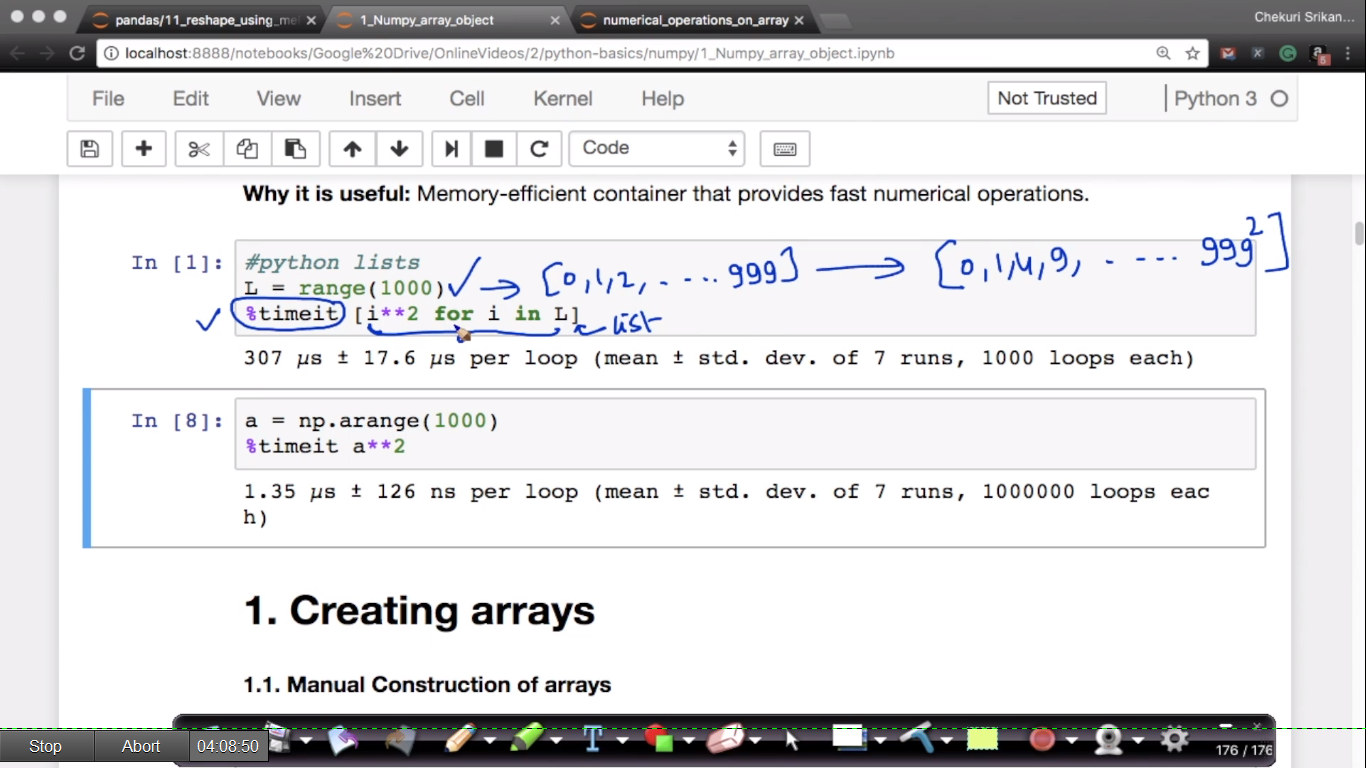 pandas/11_reshape_using_me
1_Numpy_array_object
numerical_operations_on_array
Chekuri Srikan...
localhost:8888/notebooks/Google%20Drive/OnlineVideos/2/python-basics/numpy/1_Numpy_array_object.ipynb
File Edit View Insert Cell Kernel Help Not Trusted Python 3
Code
Why it is useful: Memory-efficient container that provides fast numerical operations.
In [1]: #python lists
L = range(1000) [0,1,2, . ... 999] [0,1,4,9, . ... 999²]
%timeit [i**2 for i in L] list
307 µs ± 17.6 µs per loop (mean ± std. dev. of 7 runs, 1000 loops each)
In [8]: a = np.arange(1000)
%timeit a**2
1.35 µs ± 126 ns per loop (mean ± std. dev. of 7 runs, 1000000 loops eac
h)
1. Creating arrays
1.1. Manual Construction of arrays
Stop Abort 04:08:50 176 / 176